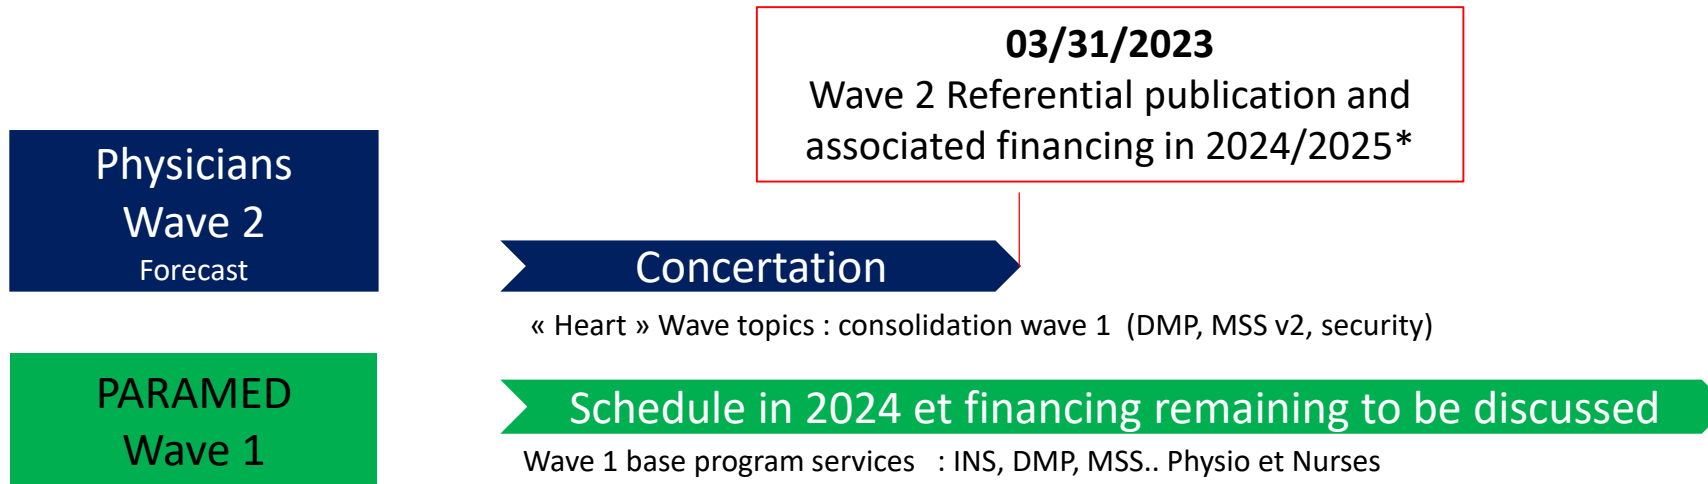 03/31/2023
Wave 2 Referential publication and
associated financing in 2024/2025*
Physicians
Wave 2
Forecast
Concertation
« Heart » Wave topics : consolidation wave 1 (DMP, MSS v2, security)
PARAMED
Wave 1
Schedule in 2024 et financing remaining to be discussed
Wave 1 base program services : INS, DMP, MSS.. Physio et Nurses